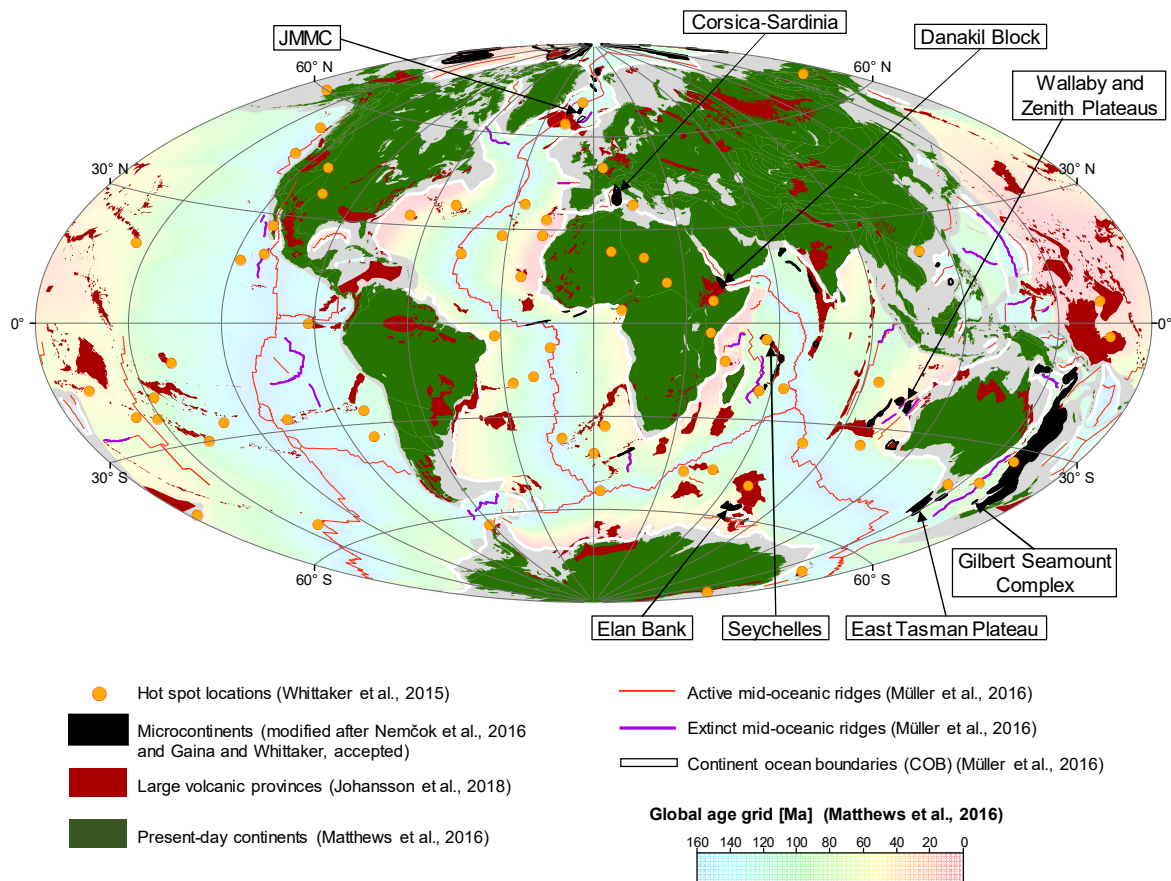 Corsica-Sardinia
JMMC
Danakil Block
60° N
60° N
Wallaby and
Zenith Plateaus
30° N
30° N
0°
0°
30° S
30° S
60° S
60° S
Gilbert Seamount
Complex
Elan Bank
Seychelles
East Tasman Plateau
Hot spot locations (Whittaker et al., 2015)
Microcontinents (modified after Nemčok et al., 2016
and Gaina and Whittaker, accepted)
Large volcanic provinces (Johansson et al., 2018)
Present-day continents (Matthews et al., 2016)
Active mid-oceanic ridges (Müller et al., 2016)
Extinct mid-oceanic ridges (Müller et al., 2016)
Continent ocean boundaries (COB) (Müller et al., 2016)
Global age grid [Ma] (Matthews et al., 2016)
160 140 120 100 80 60 40 20 0